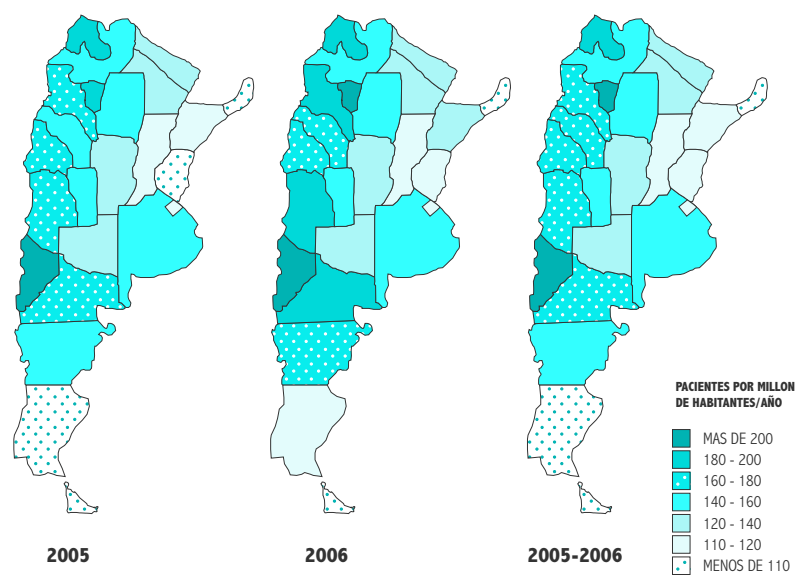 PACIENTES POR MILLON
DE HABITANTES/AÑO
MAS DE 200
180 - 200
160 - 180
140 - 160
120 - 140
110 - 120
MENOS DE 110
2005
2006
2005-2006